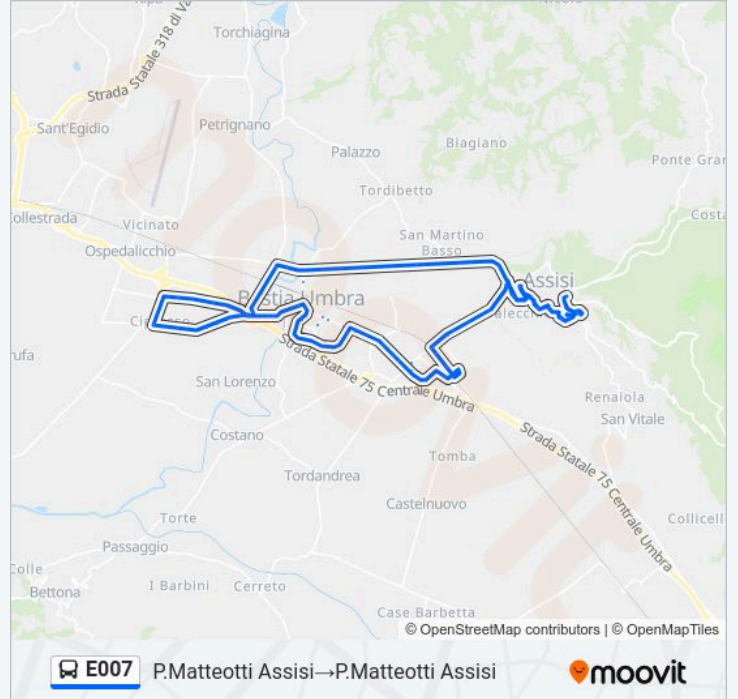 Torchiagina
Strada Statale 318 di Va
Sant'Egidio
Petrignano
Biagiano
Palazzo
Ponte Gran
Tordibetto
ollestrada
Vicinato
Costa
San Martino
Basso
Ospedalicchio
Assisi
Bastia Umbra
Strada Statale 75 Centrale Umbra
rufa
San Lorenzo
Renaiola
San Vitale
Costano
Strada Statale 75 Centrale Umbra
Tomba
Tordandrea
Castelnuovo
Torte
Collicell
Passaggio
Colle
Bettona
I Barbini
Cerreto
Case Barbetta
© OpenStreetMap contributors | © OpenMapTiles
E007
P.Matteotti Assisi→P.Matteotti Assisi
moovit